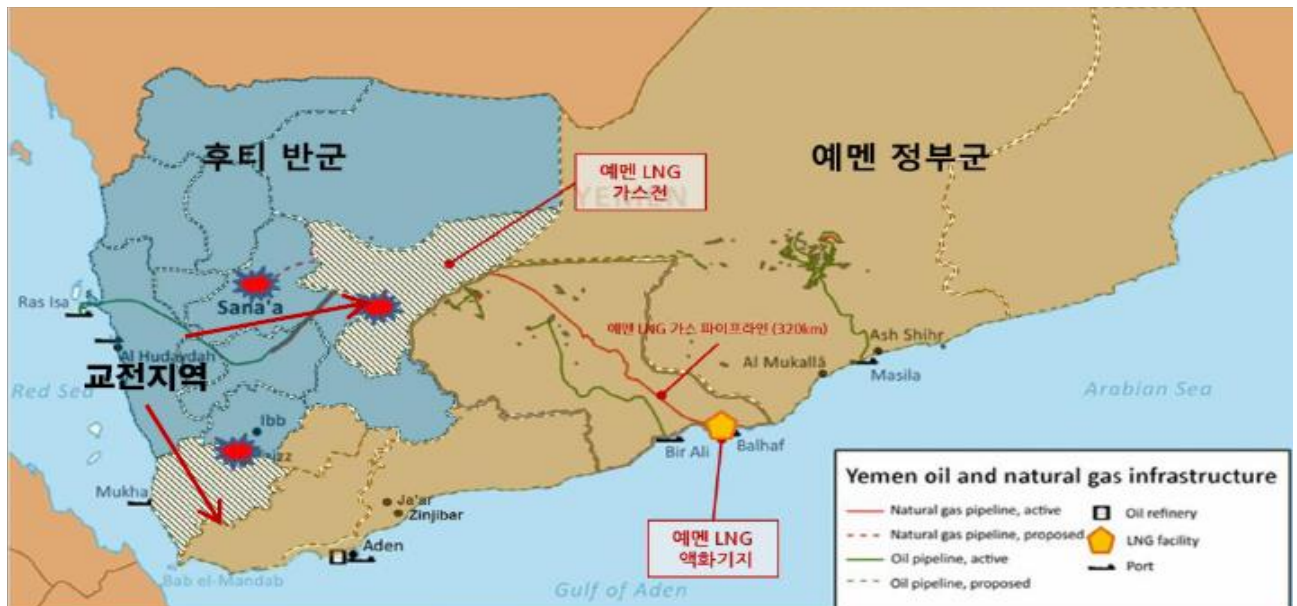 후티 반군
예멘 정부군
예멘 LNG
가스전
YEMEN
Ras Isa
Sana'a
예멘 LNG 가스 파이프라인 (320km)
Al Hudaydah
교전지역
Red Sea
Ash Shihr
Al Mukallā
Masila
Arabian Sea
Ibb
Bir Ali
Balhaf
Mukha
Ja'ar
Zinjibar
Aden
예멘 LNG
액화기지
Bab el-Mandab
Gulf of Aden
Yemen oil and natural gas infrastructure
Natural gas pipeline, active
Natural gas pipeline, proposed
Oil pipeline, active
Oil pipeline, proposed
Oil refinery
LNG facility
Port